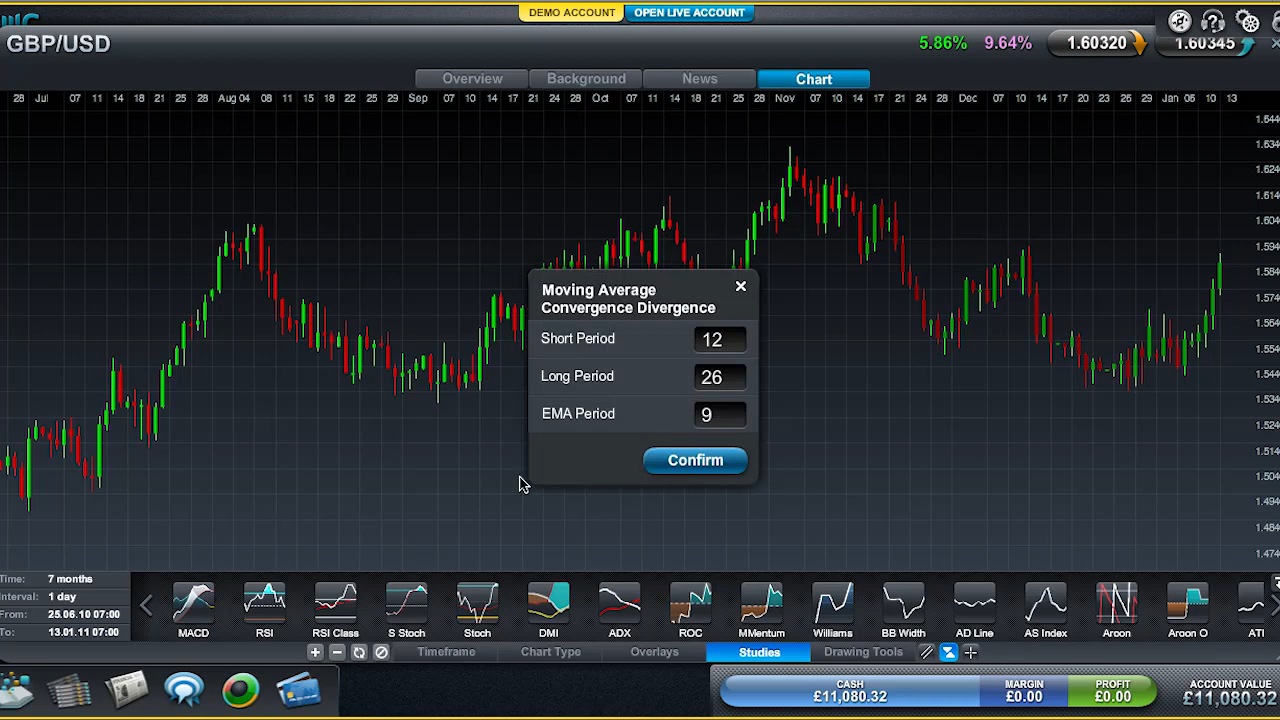 DEMO ACCOUNT OPEN LIVE ACCOUNT
GBP/USD 5.86% 9.64% 1.60320 1.60345
Overview Background News Chart
28 Jul 07 11 14 18 21 25 28 Aug 04 08 11 15 18 22 25 29 Sep 07 10 14 17 21 24 28 Oct 07 11 14 18 21 25 28 Nov 07 10 14 17 21 24 28 Dec 07 10 14 17 20 23 26 29 Jan 05 10 13
Moving Average
Convergence Divergence
Short Period 12
Long Period 26
EMA Period 9
Confirm
Time: 7 months
Interval: 1 day
From: 25.06.10 07:00
To: 13.01.11 07:00
MACD RSI RSI Class S Stoch Stoch DMI ADX ROC MMentum Williams BB Width AD Line AS Index Aroon Aroon O ATI
Timeframe Chart Type Overlays Studies Drawing Tools
CASH MARGIN PROFIT ACCOUNT VALUE
£11,080.32 £0.00 £0.00 £11,080.32